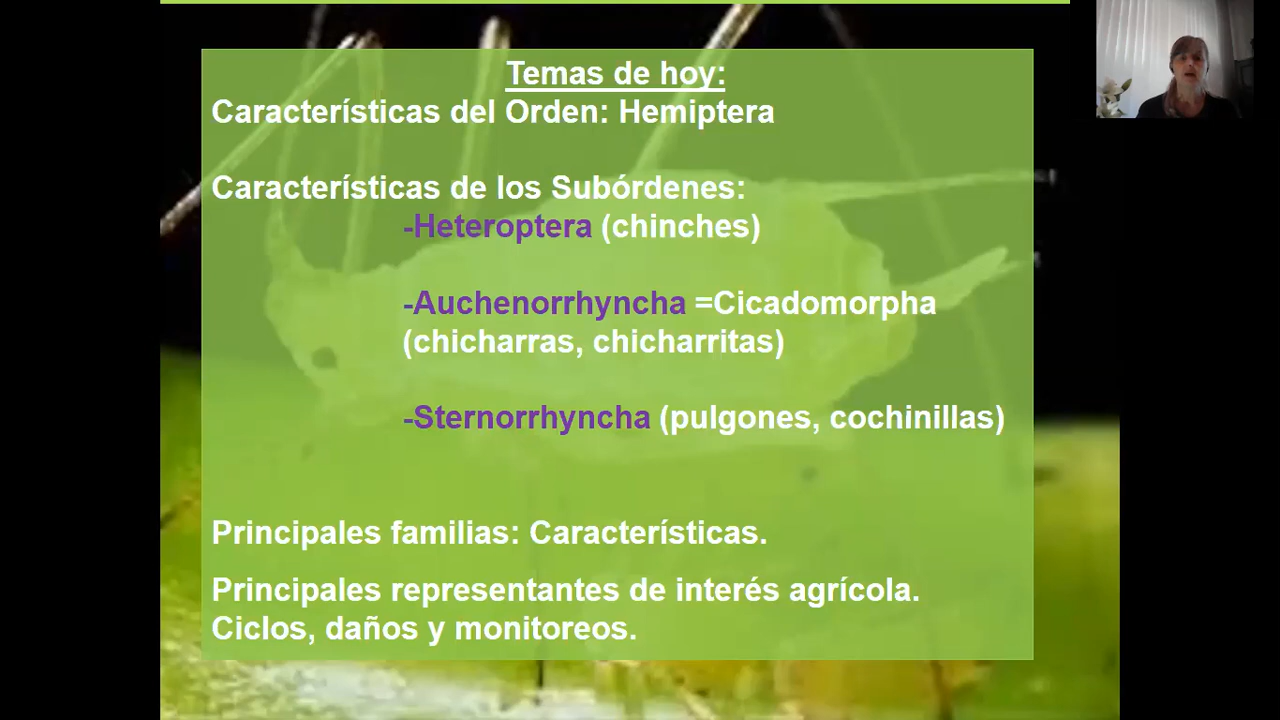 Temas de hoy:
Características del Orden: Hemiptera
Características de los Subórdenes:
-Heteroptera (chinches)
-Auchenorrhyncha =Cicadomorpha
(chicharras, chicharritas)
-Sternorrhyncha (pulgones, cochinillas)
Principales familias: Características.
Principales representantes de interés agrícola.
Ciclos, daños y monitoreos.